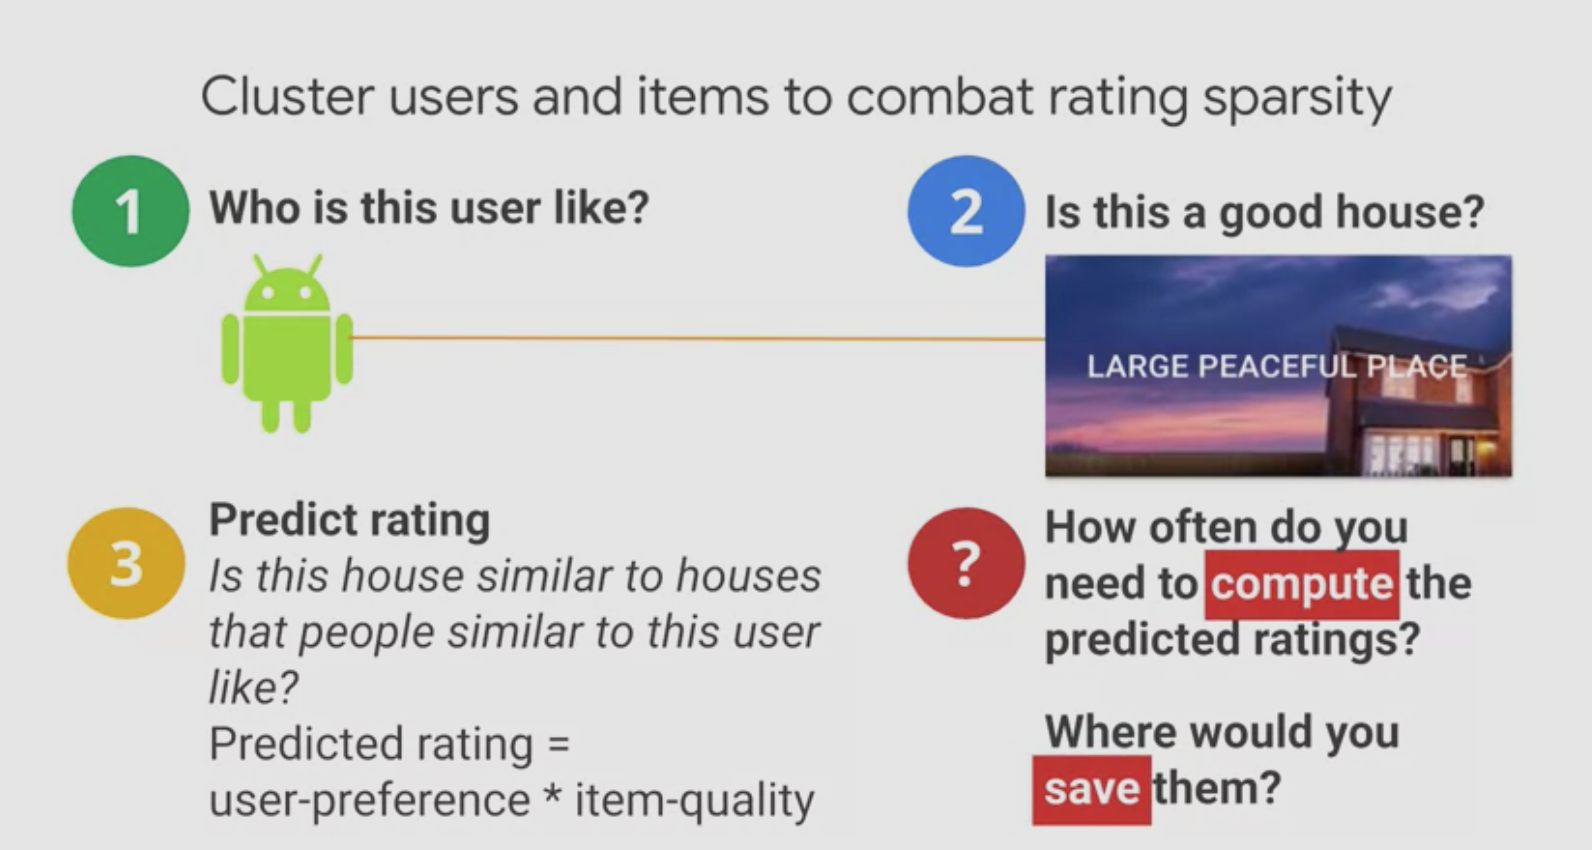 Cluster users and items to combat rating sparsity
1
Who is this user like?
2
Is this a good house?
LARGE PEACEFUL PLACE
3
Predict rating
Is this house similar to houses
that people similar to this user
like?
Predicted rating =
user-preference * item-quality
?
How often do you
need to compute the
predicted ratings?
Where would you
save them?